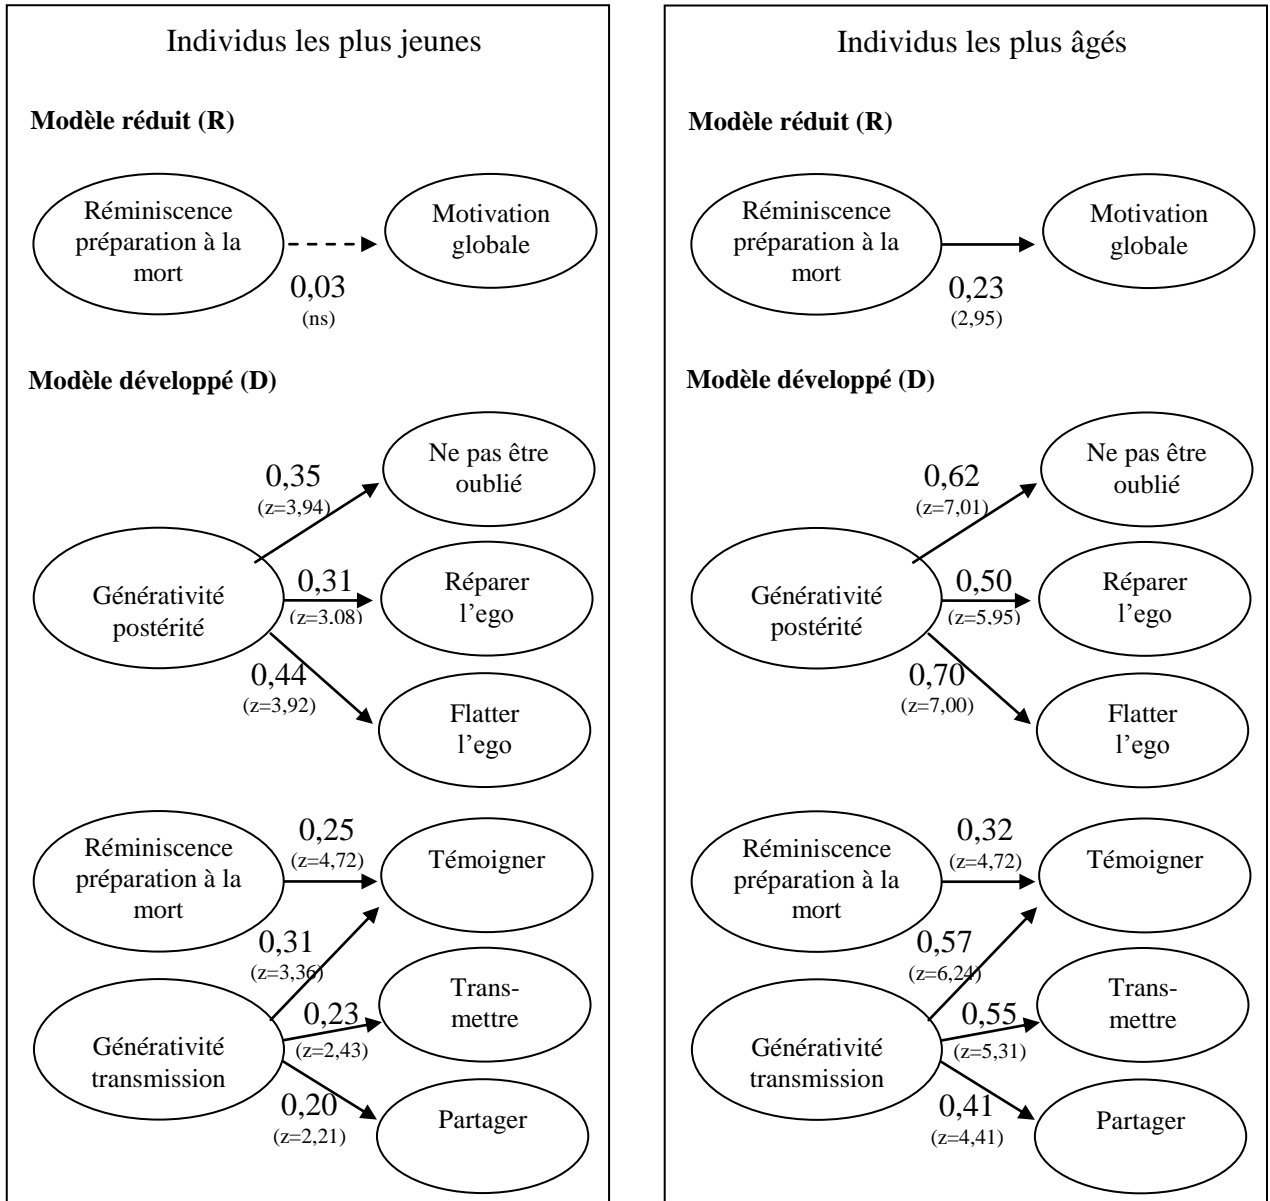 Individus les plus jeunes
Modèle réduit (R)
Réminiscence
préparation à la
mort
Motivation
globale
0,03
(ns)
Modèle développé (D)
Générativité
postérité
0,35
(z=3,94)
Ne pas être
oublié
0,31
(z=3,08)
Réparer
l’ego
0,44
(z=3,92)
Flatter
l’ego
Réminiscence
préparation à la
mort
0,25
(z=4,72)
Témoigner
0,31
(z=3,36)
Générativité
transmission
0,23
(z=2,43)
Trans-
mettre
0,20
(z=2,21)
Partager
Individus les plus âgés
Modèle réduit (R)
Réminiscence
préparation à la
mort
Motivation
globale
0,23
(2,95)
Modèle développé (D)
Générativité
postérité
0,62
(z=7,01)
Ne pas être
oublié
0,50
(z=5,95)
Réparer
l’ego
0,70
(z=7,00)
Flatter
l’ego
Réminiscence
préparation à la
mort
0,32
(z=4,72)
Témoigner
0,57
(z=6,24)
Générativité
transmission
0,55
(z=5,31)
Trans-
mettre
0,41
(z=4,41)
Partager